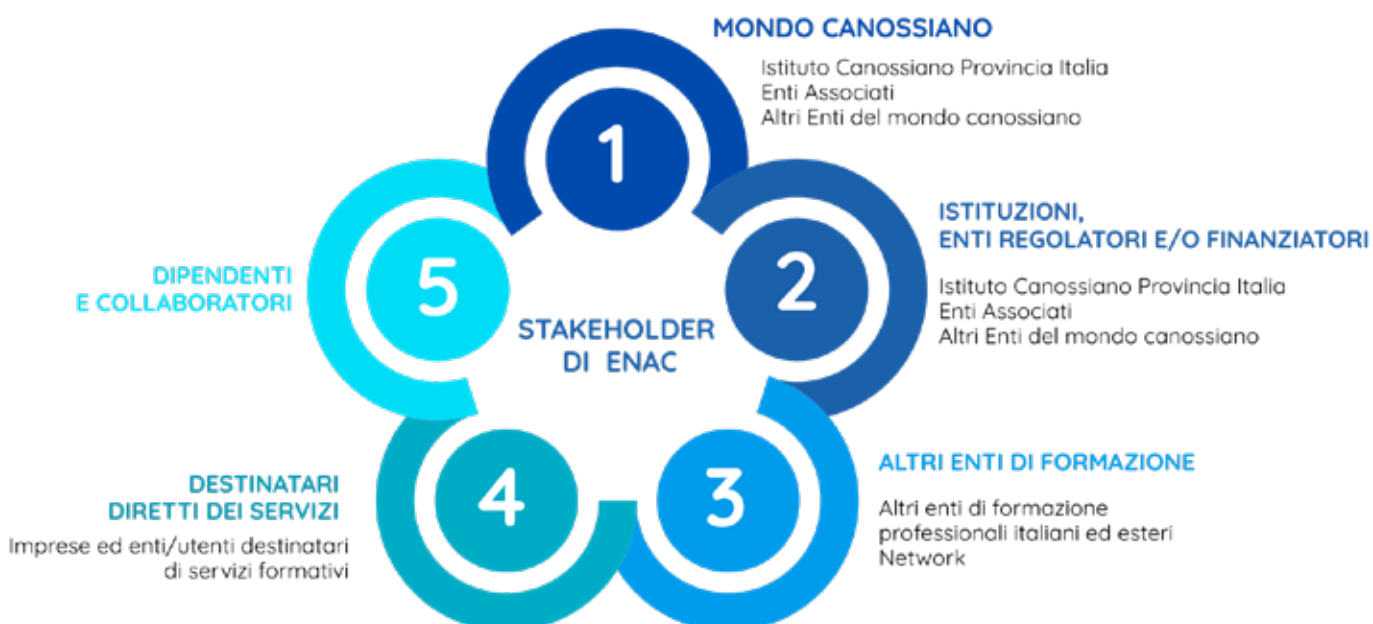 MONDO CANOSSIANO
Istituto Canossiano Provincia Italia
Enti Associati
Altri Enti del mondo canossiano
1
ISTITUZIONI,
ENTI REGOLATORI E/O FINANZIATORI
Istituto Canossiano Provincia Italia
Enti Associati
Altri Enti del mondo canossiano
2
STAKEHOLDER
DI ENAC
ALTRI ENTI DI FORMAZIONE
Altri enti di formazione
professionali italiani ed esteri
Network
3
DESTINATARI
DIRETTI DEI SERVIZI
Imprese ed enti/utenti destinatari
di servizi formativi
4
DIPENDENTI
E COLLABORATORI
5